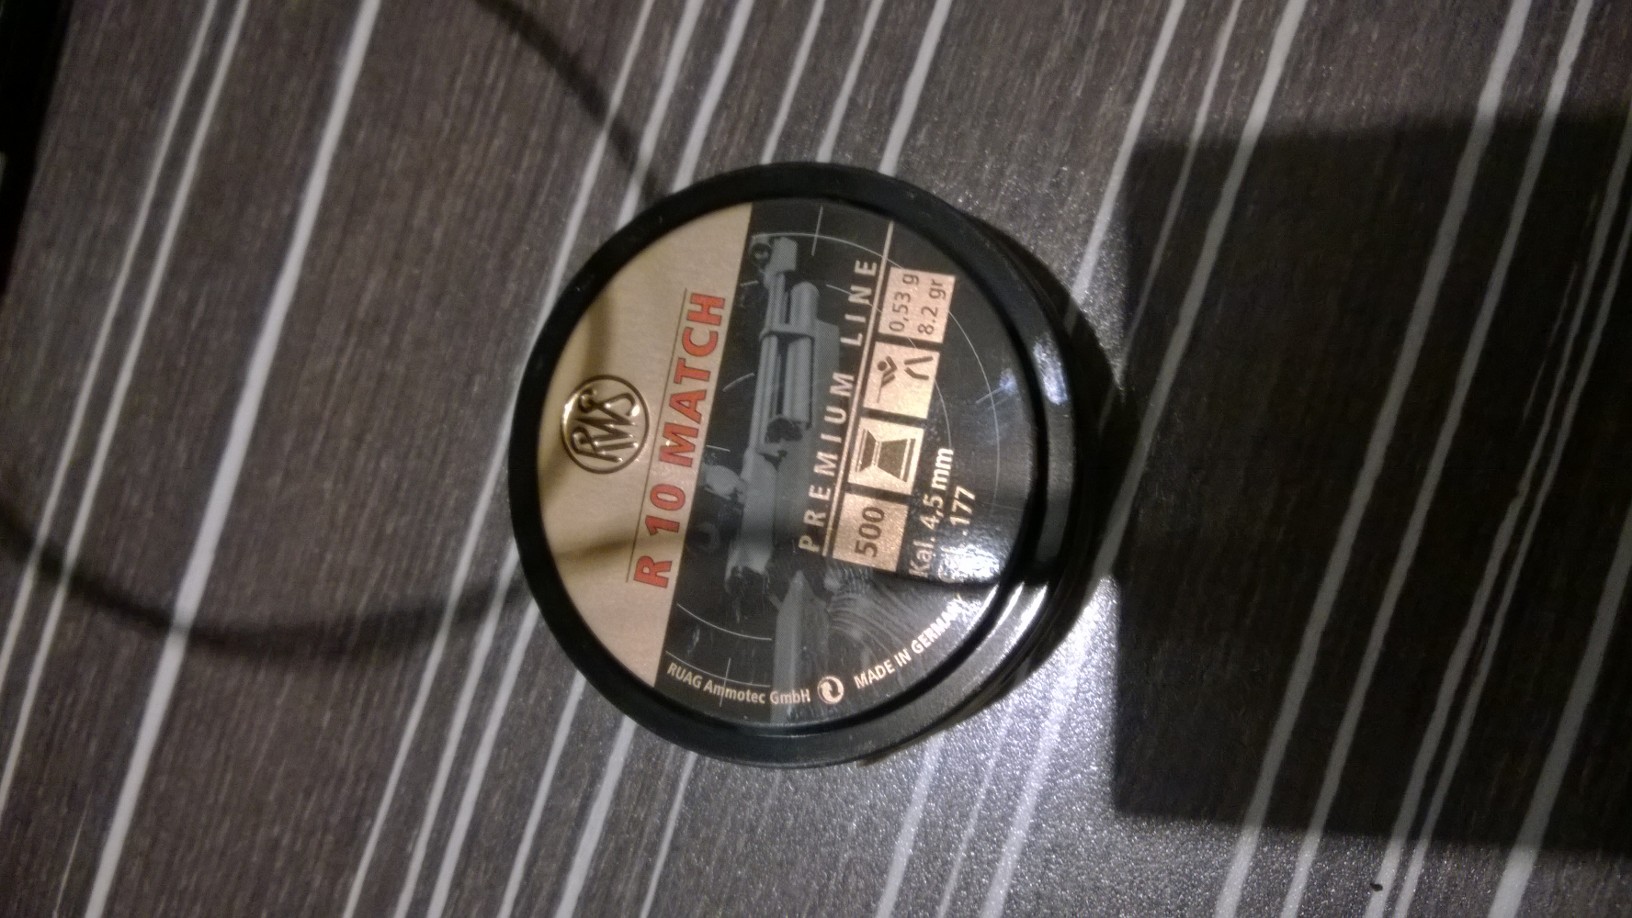 RWS
R 10 MATCH
PREMIUM LINE
500
0,53 g
8.2 gr
Kal. 4,5 mm
.177
RUAG Ammotec GmbH
MADE IN GERMANY